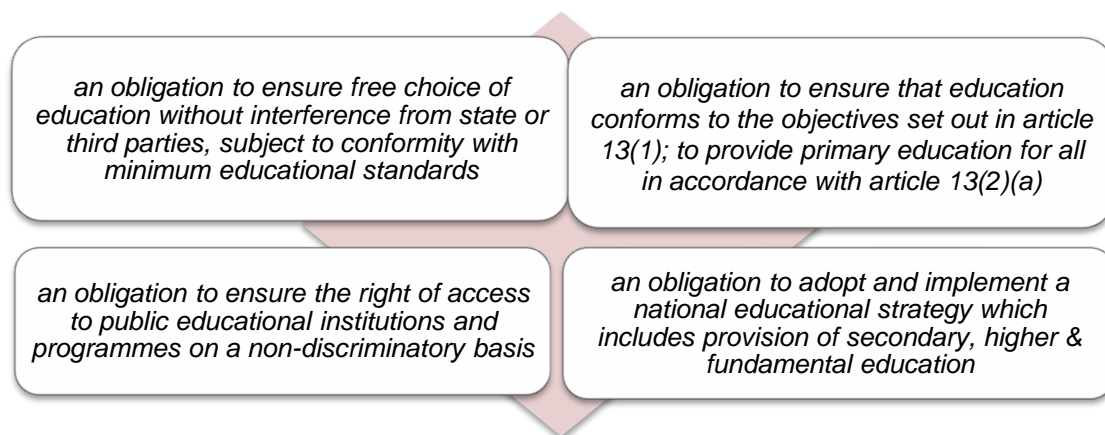 an obligation to ensure free choice of
education without interference from state or
third parties, subject to conformity with
minimum educational standards
an obligation to ensure that education
conforms to the objectives set out in article
13(1); to provide primary education for all
in accordance with article 13(2)(a)
an obligation to ensure the right of access
to public educational institutions and
programmes on a non-discriminatory basis
an obligation to adopt and implement a
national educational strategy which
includes provision of secondary, higher &
fundamental education